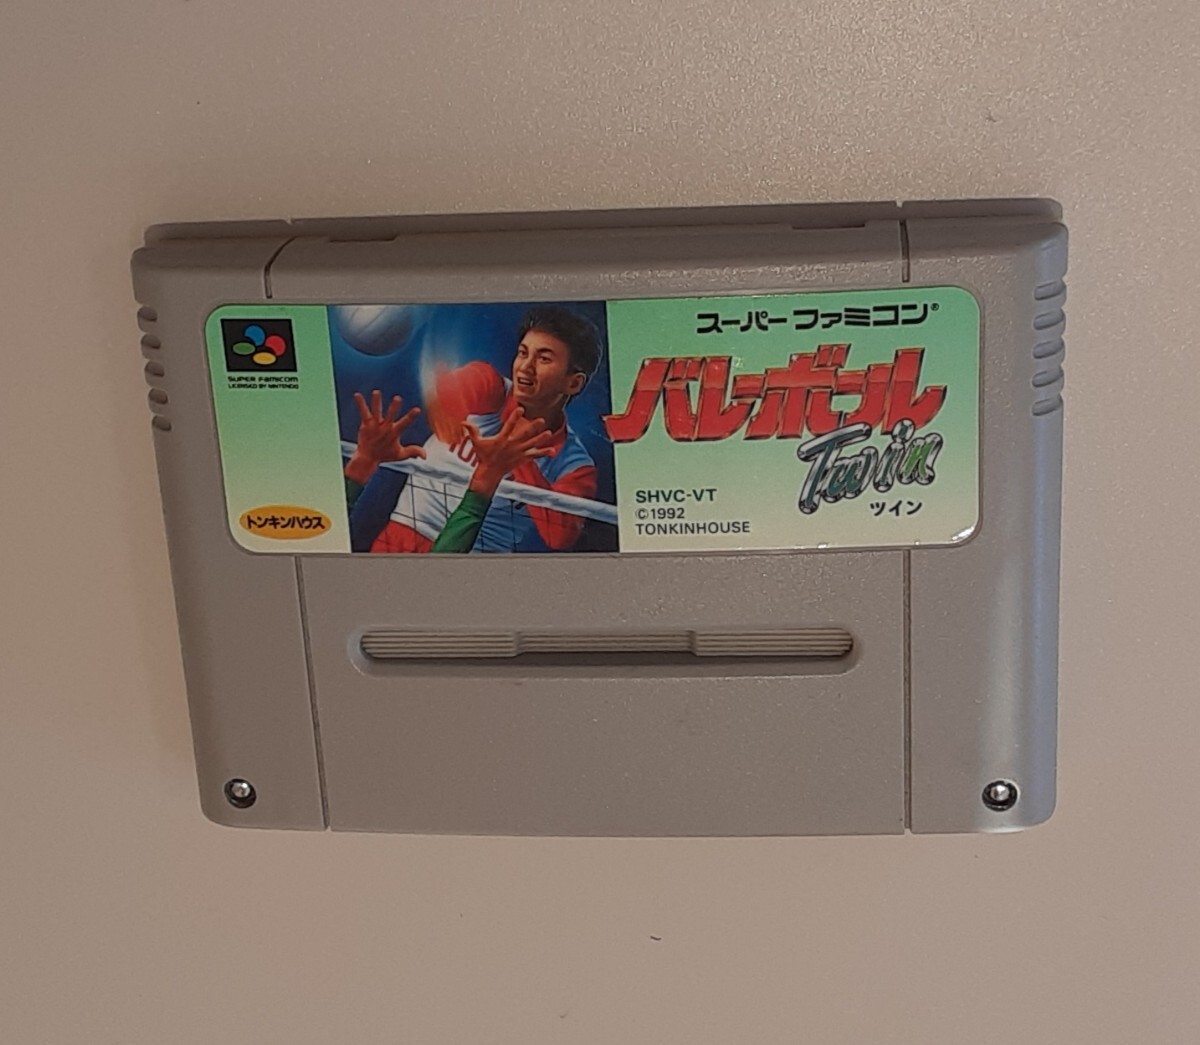 SUPER FAMICOM
LICENSED BY NINTENDO
スーパーファミコン®
バレーボール
Twin
ツイン
SHVC-VT
©1992
TONKINHOUSE
トンキンハウス